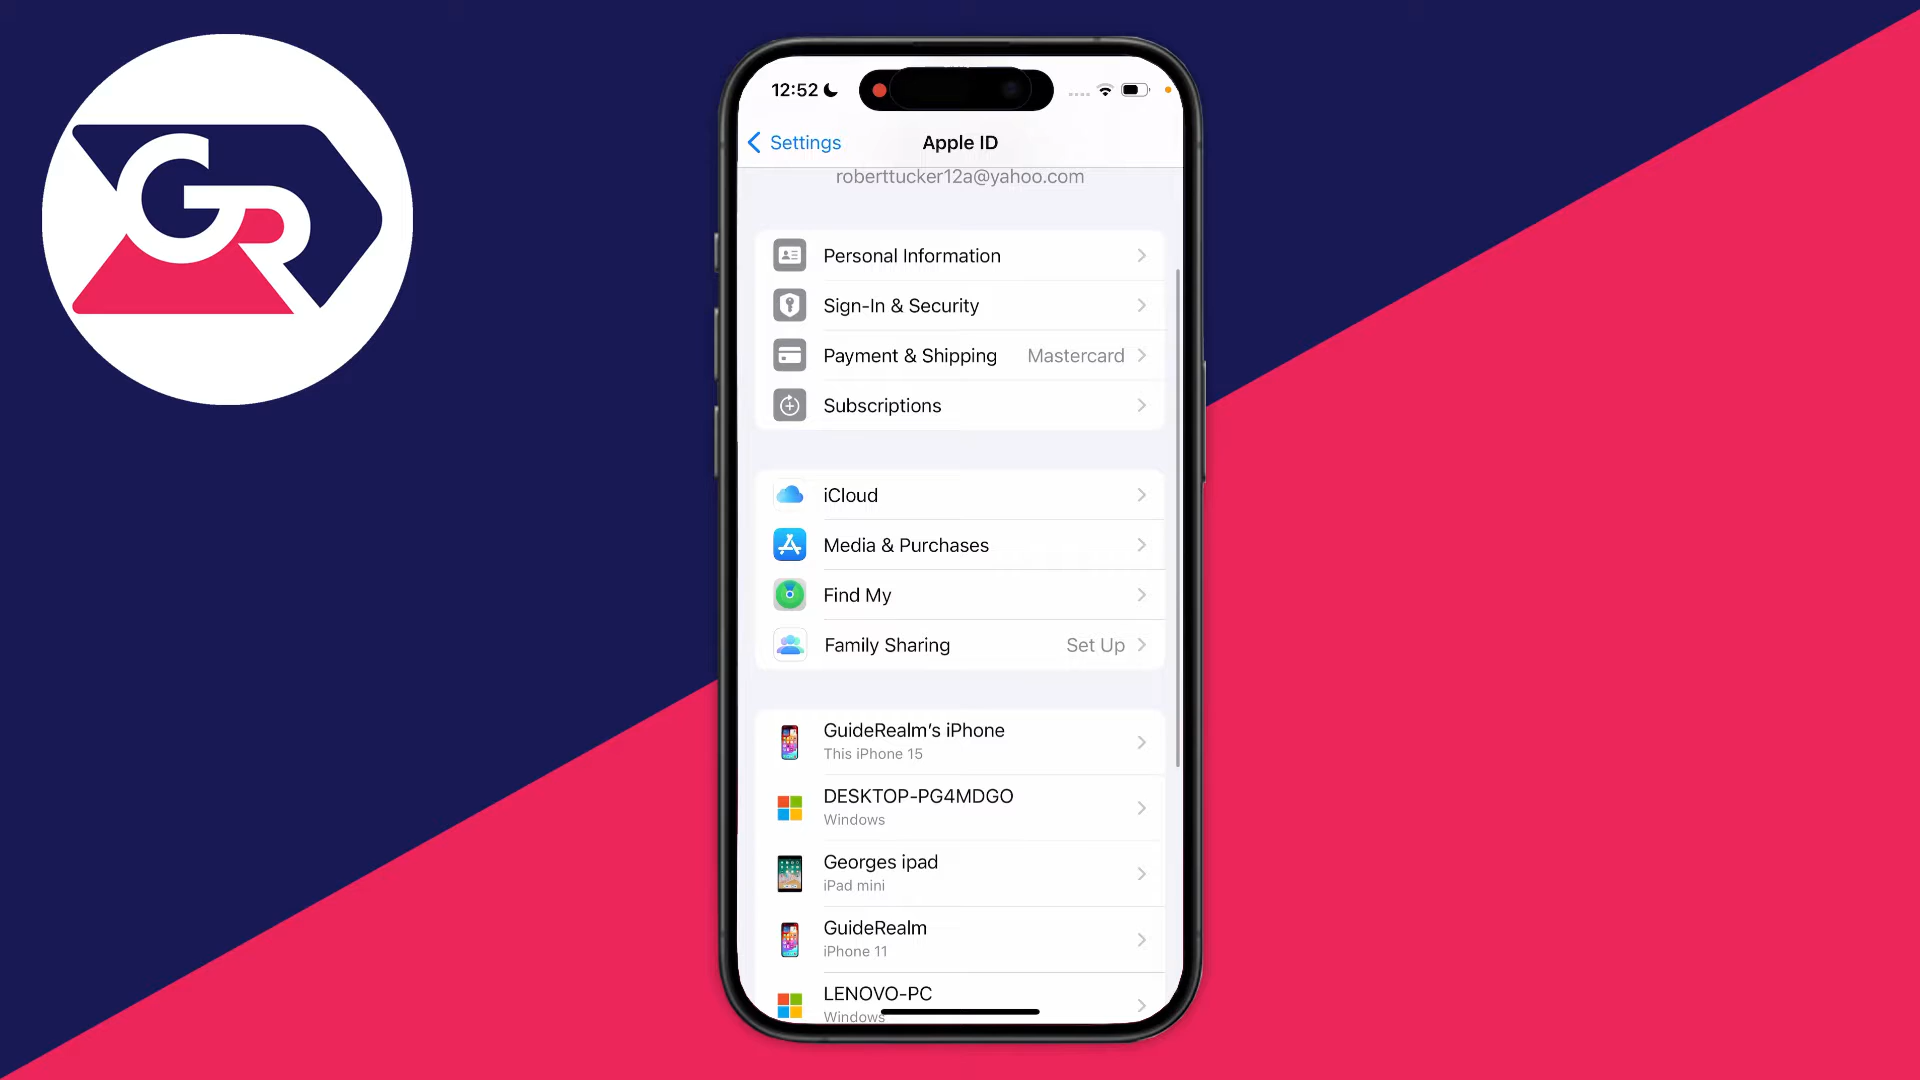 GR
12:52
Settings
Apple ID
roberttucker12a@yahoo.com
Personal Information
Sign-In & Security
Payment & Shipping Mastercard
Subscriptions
iCloud
Media & Purchases
Find My
Family Sharing Set Up
GuideRealm's iPhone
This iPhone 15
DESKTOP-PG4MDGO
Windows
Georges ipad
iPad mini
GuideRealm
iPhone 11
LENOVO-PC
Windows